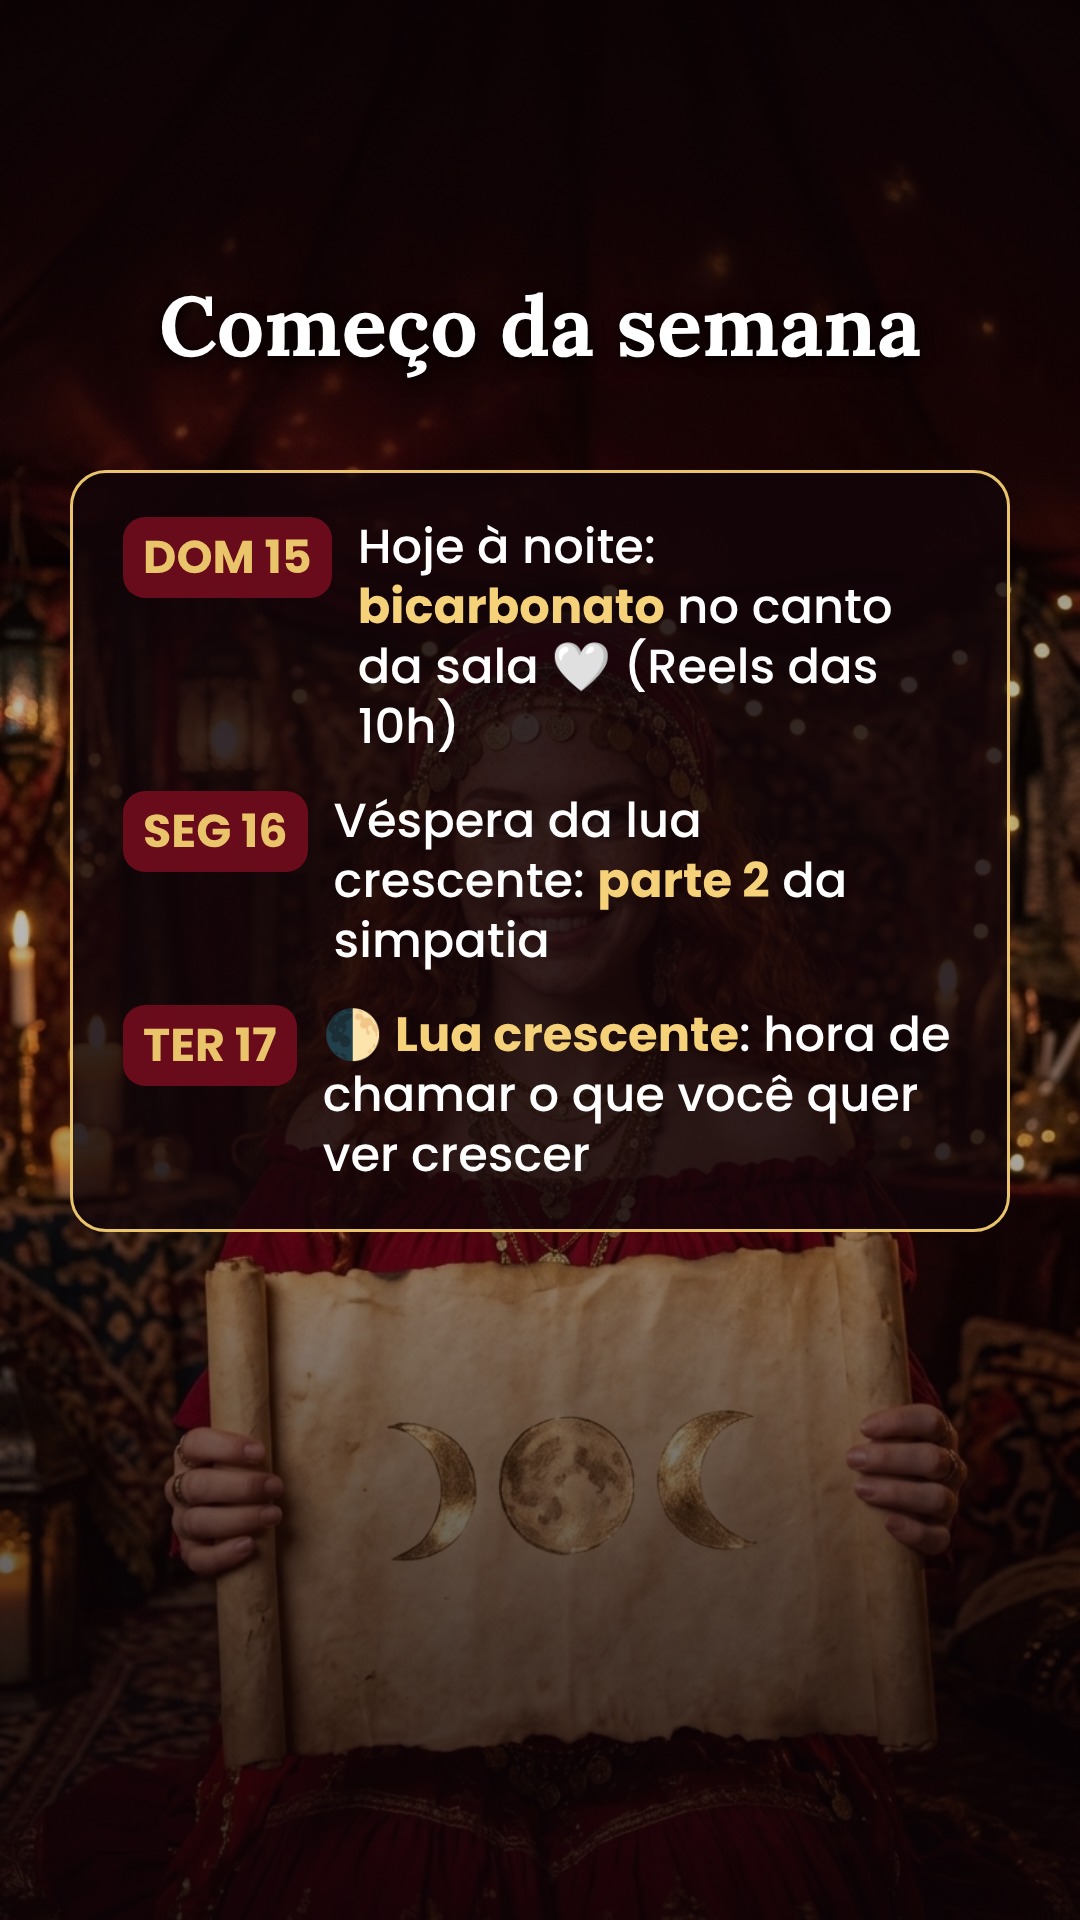 Começo da semana
DOM 15
Hoje à noite:
bicarbonato no canto
da sala 🤍 (Reels das
10h)
SEG 16
Véspera da lua
crescente: parte 2 da
simpatia
TER 17
🌓 Lua crescente: hora de
chamar o que você quer
ver crescer